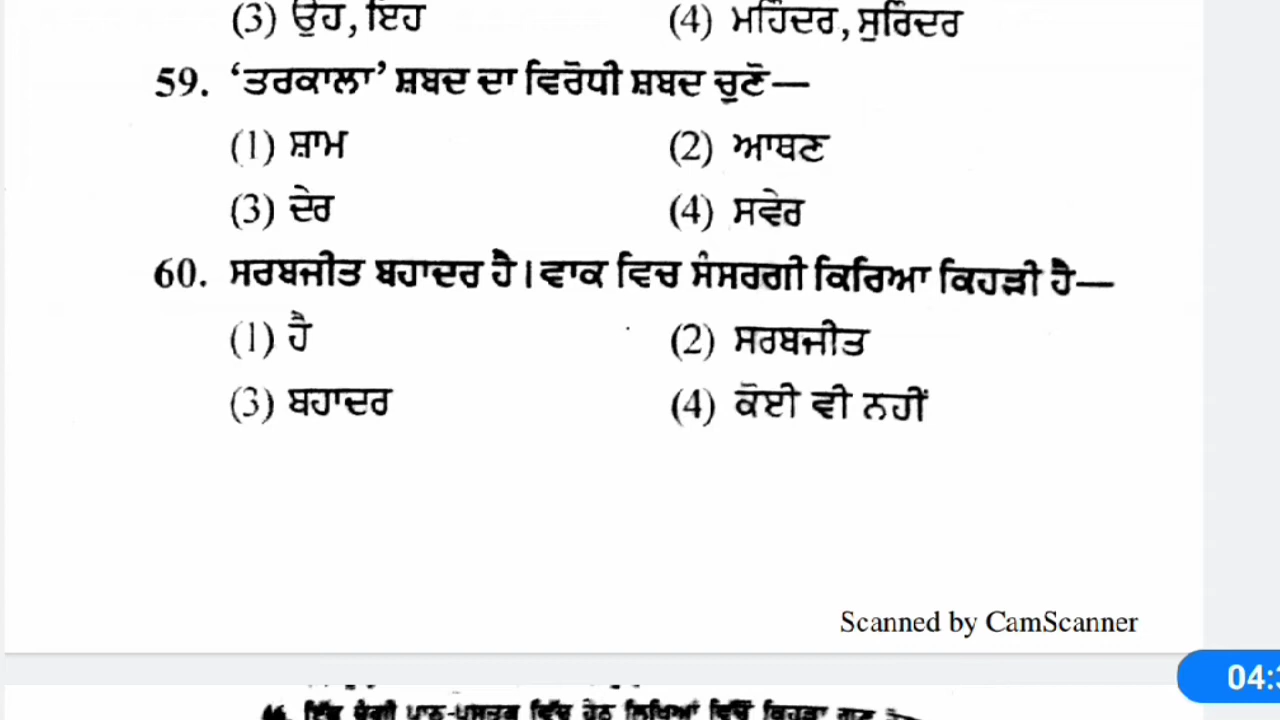 (3) ਉਹ, ਇਹ (4) ਮਹਿੰਦਰ, ਸੁਰਿੰਦਰ
59. ‘ਤਰਕਾਲਾ’ ਸ਼ਬਦ ਦਾ ਵਿਰੋਧੀ ਸ਼ਬਦ ਚੁਣੋ—
(1) ਸ਼ਾਮ (2) ਆਥਣ
(3) ਦੇਰ (4) ਸਵੇਰ
60. ਸਰਬਜੀਤ ਬਹਾਦਰ ਹੈ। ਵਾਕ ਵਿਚ ਸੰਸਰਗੀ ਕਿਰਿਆ ਕਿਹੜੀ ਹੈ—
(1) ਹੈ (2) ਸਰਬਜੀਤ
(3) ਬਹਾਦਰ (4) ਕੋਈ ਵੀ ਨਹੀਂ
Scanned by CamScanner
04: